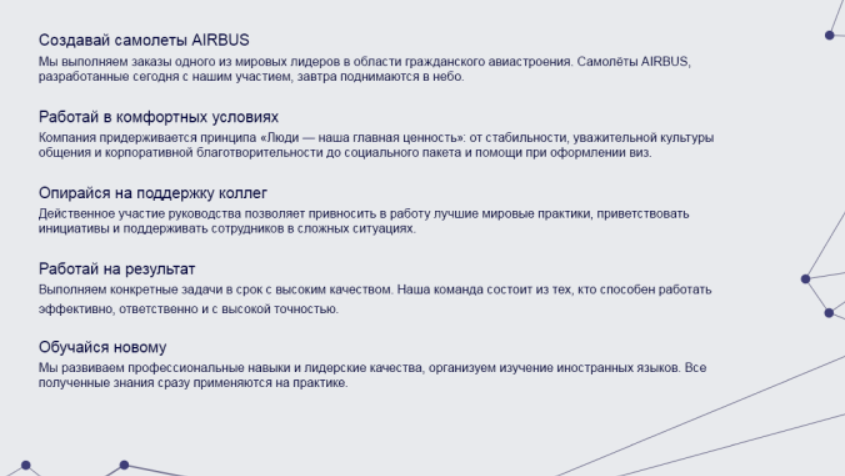 Создавай самолеты AIRBUS
Мы выполняем заказы одного из мировых лидеров в области гражданского авиастроения. Самолёты AIRBUS,
разработанные сегодня с нашим участием, завтра поднимаются в небо.
Работай в комфортных условиях
Компания придерживается принципа «Люди — наша главная ценность»: от стабильности, уважительной культуры
общения и корпоративной благотворительности до социального пакета и помощи при оформлении виз.
Опирайся на поддержку коллег
Действенное участие руководства позволяет привносить в работу лучшие мировые практики, приветствовать
инициативы и поддерживать сотрудников в сложных ситуациях.
Работай на результат
Выполняем конкретные задачи в срок с высоким качеством. Наша команда состоит из тех, кто способен работать
эффективно, ответственно и с высокой точностью.
Обучайся новому
Мы развиваем профессиональные навыки и лидерские качества, организуем изучение иностранных языков. Все
полученные знания сразу применяются на практике.